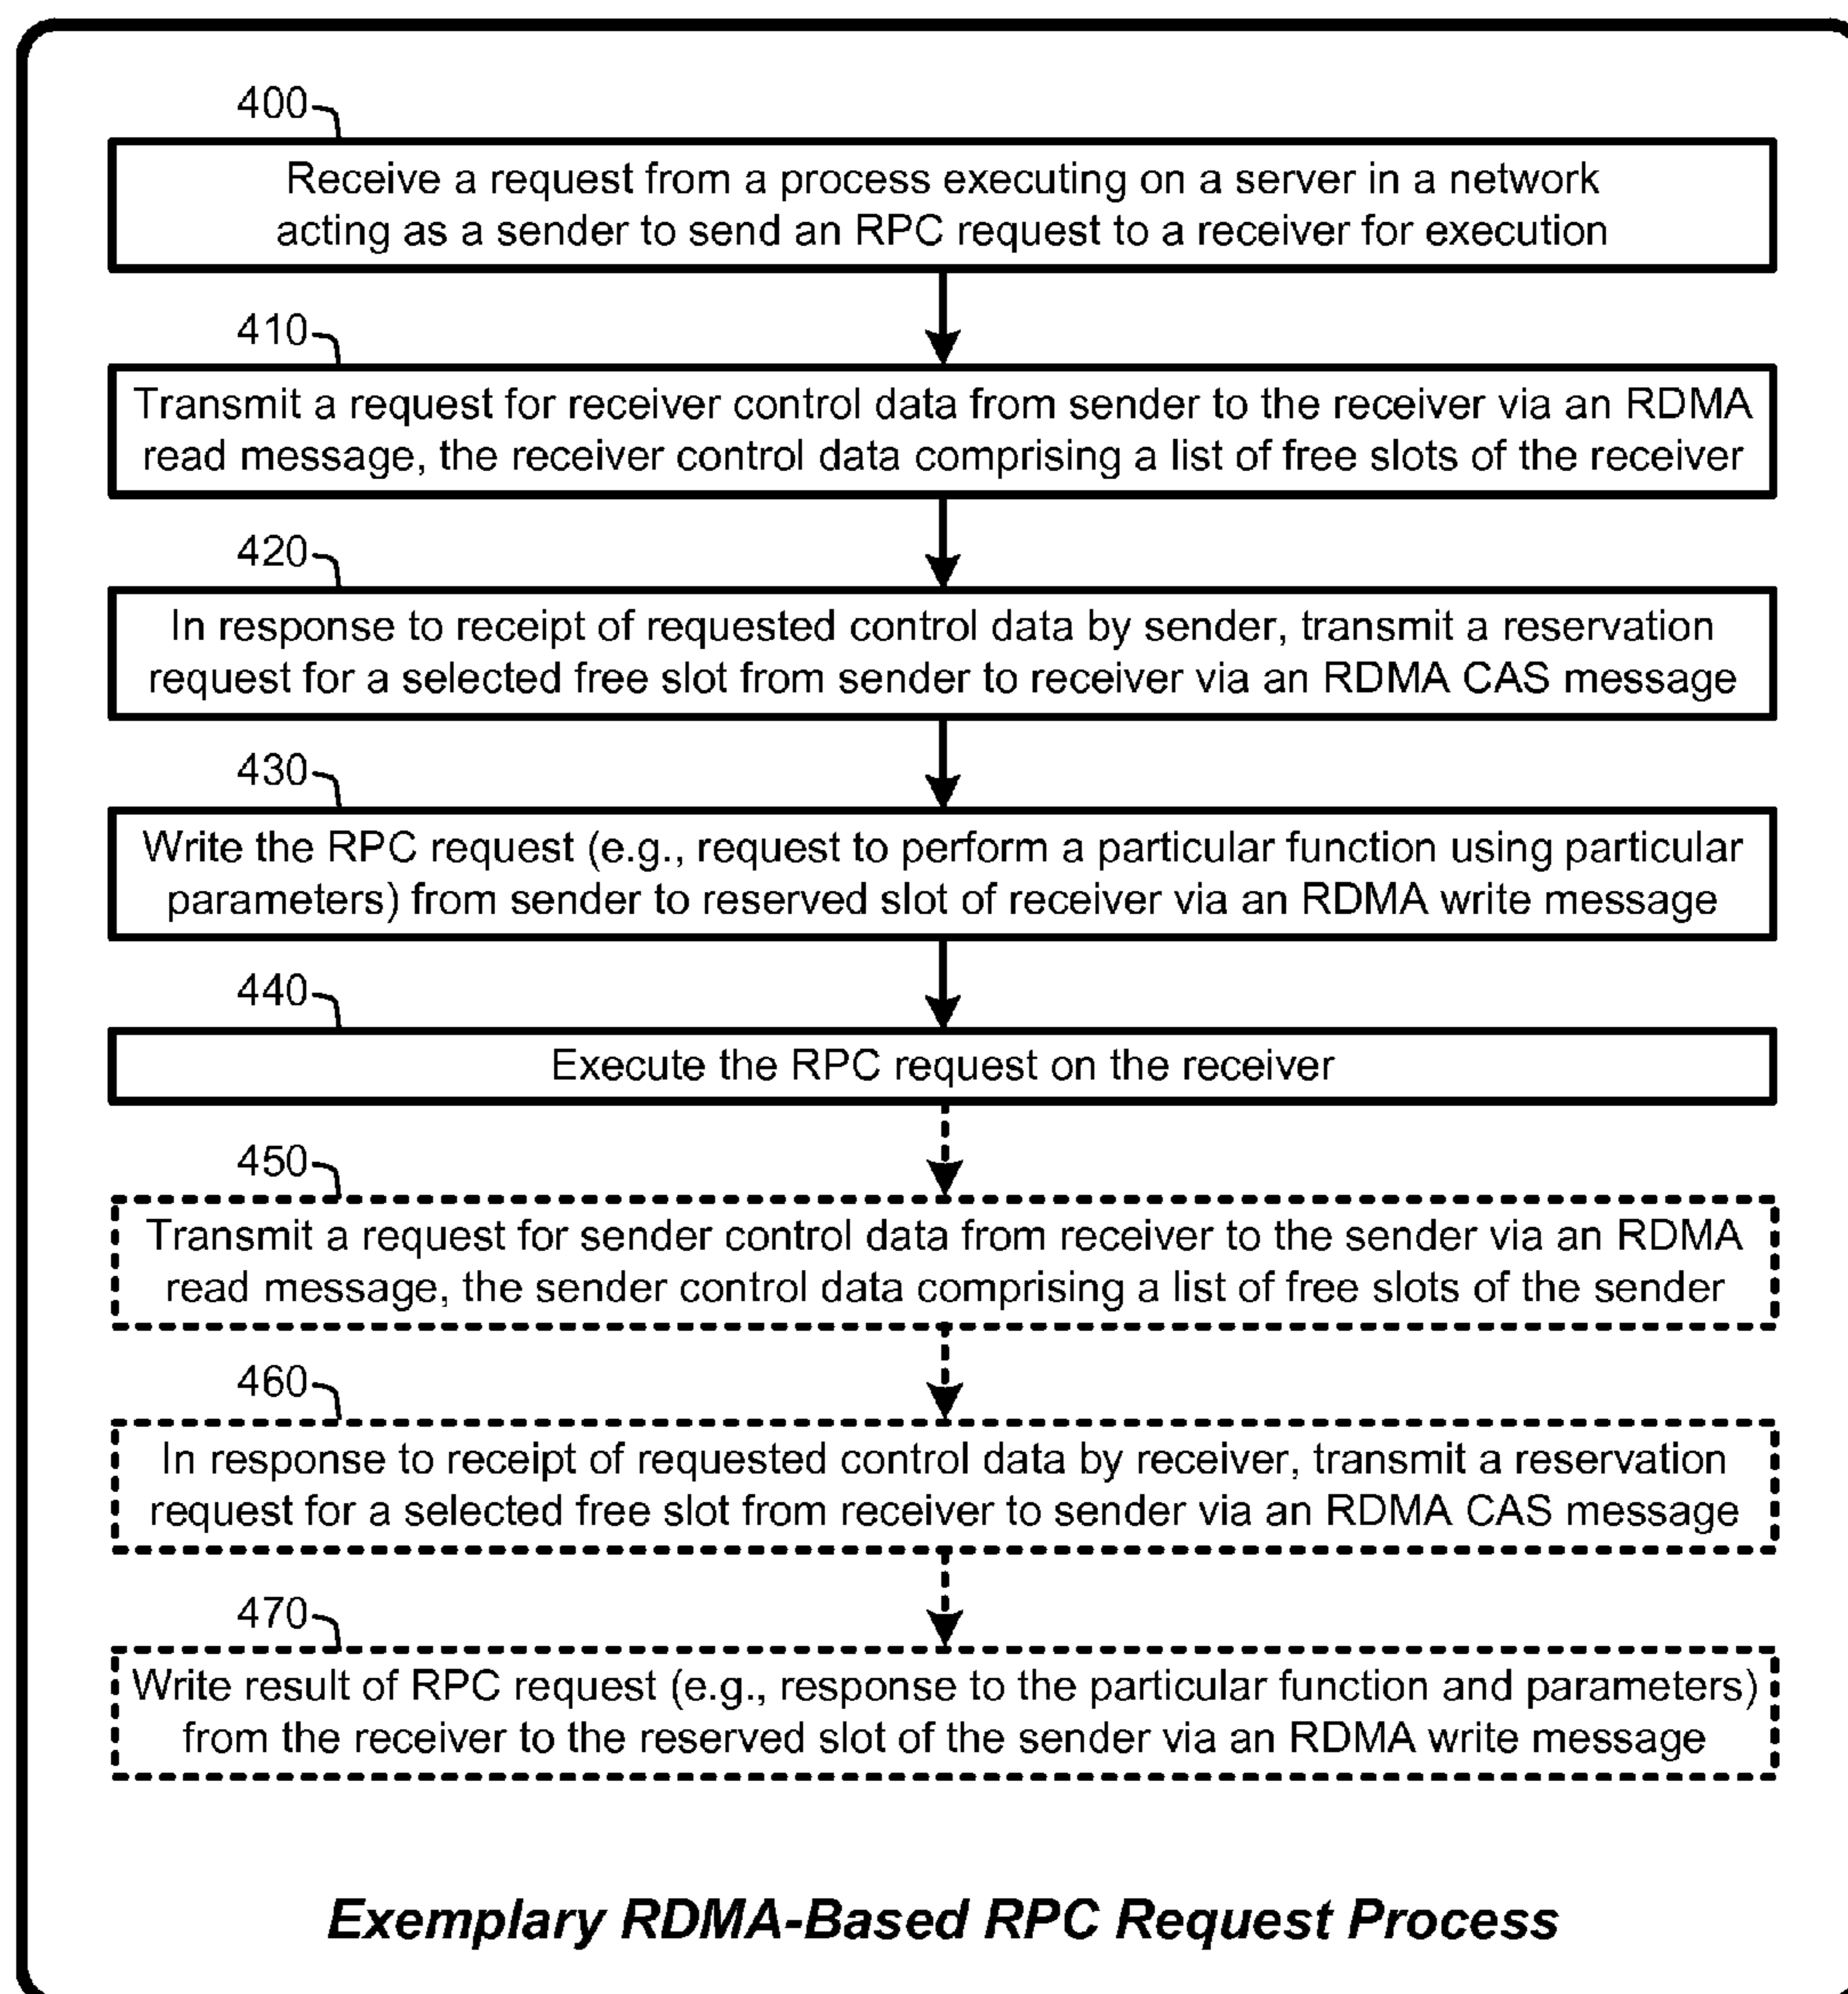 400
Receive a request from a process executing on a server in a network
acting as a sender to send an RPC request to a receiver for execution
410
Transmit a request for receiver control data from sender to the receiver via an RDMA
read message, the receiver control data comprising a list of free slots of the receiver
420
In response to receipt of requested control data by sender, transmit a reservation
request for a selected free slot from sender to receiver via an RDMA CAS message
430
Write the RPC request (e.g., request to perform a particular function using particular
parameters) from sender to reserved slot of receiver via an RDMA write message
440
Execute the RPC request on the receiver
450
Transmit a request for sender control data from receiver to the sender via an RDMA
read message, the sender control data comprising a list of free slots of the sender
460
In response to receipt of requested control data by receiver, transmit a reservation
request for a selected free slot from receiver to sender via an RDMA CAS message
470
Write result of RPC request (e.g., response to the particular function and parameters)
from the receiver to the reserved slot of the sender via an RDMA write message
Exemplary RDMA-Based RPC Request Process